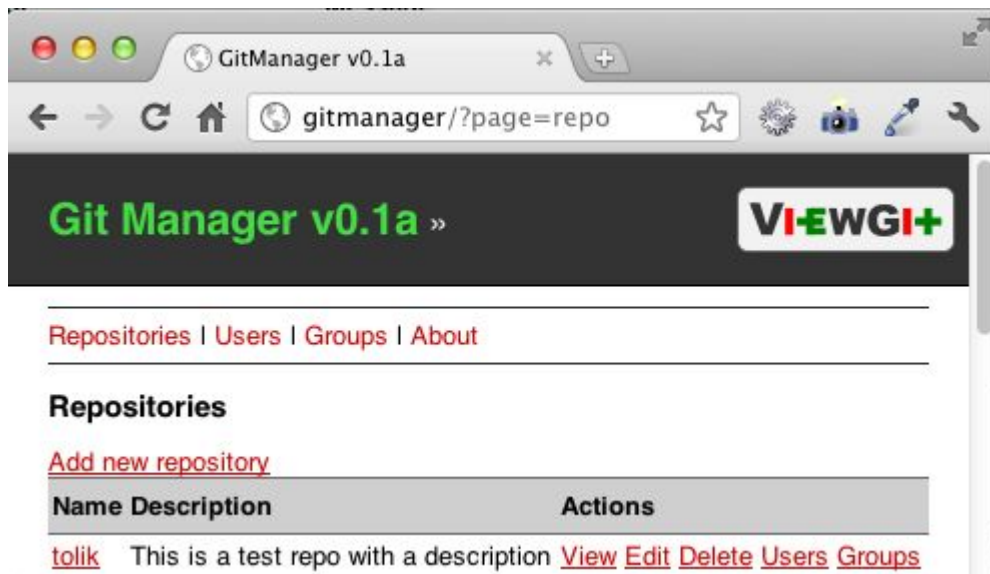 GitManager v0.1a
gitmanager/?page=repo
Git Manager v0.1a »
VIEWGIT
Repositories | Users | Groups | About
Repositories
Add new repository
Name Description Actions
tolik This is a test repo with a description View Edit Delete Users Groups